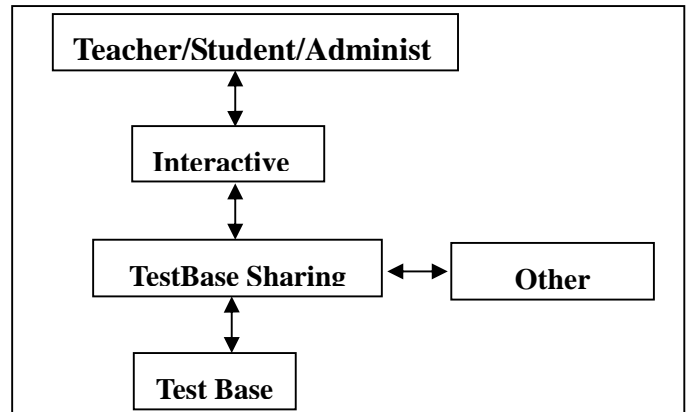 Teacher/Student/Administ
Interactive
TestBase Sharing
Other
Test Base